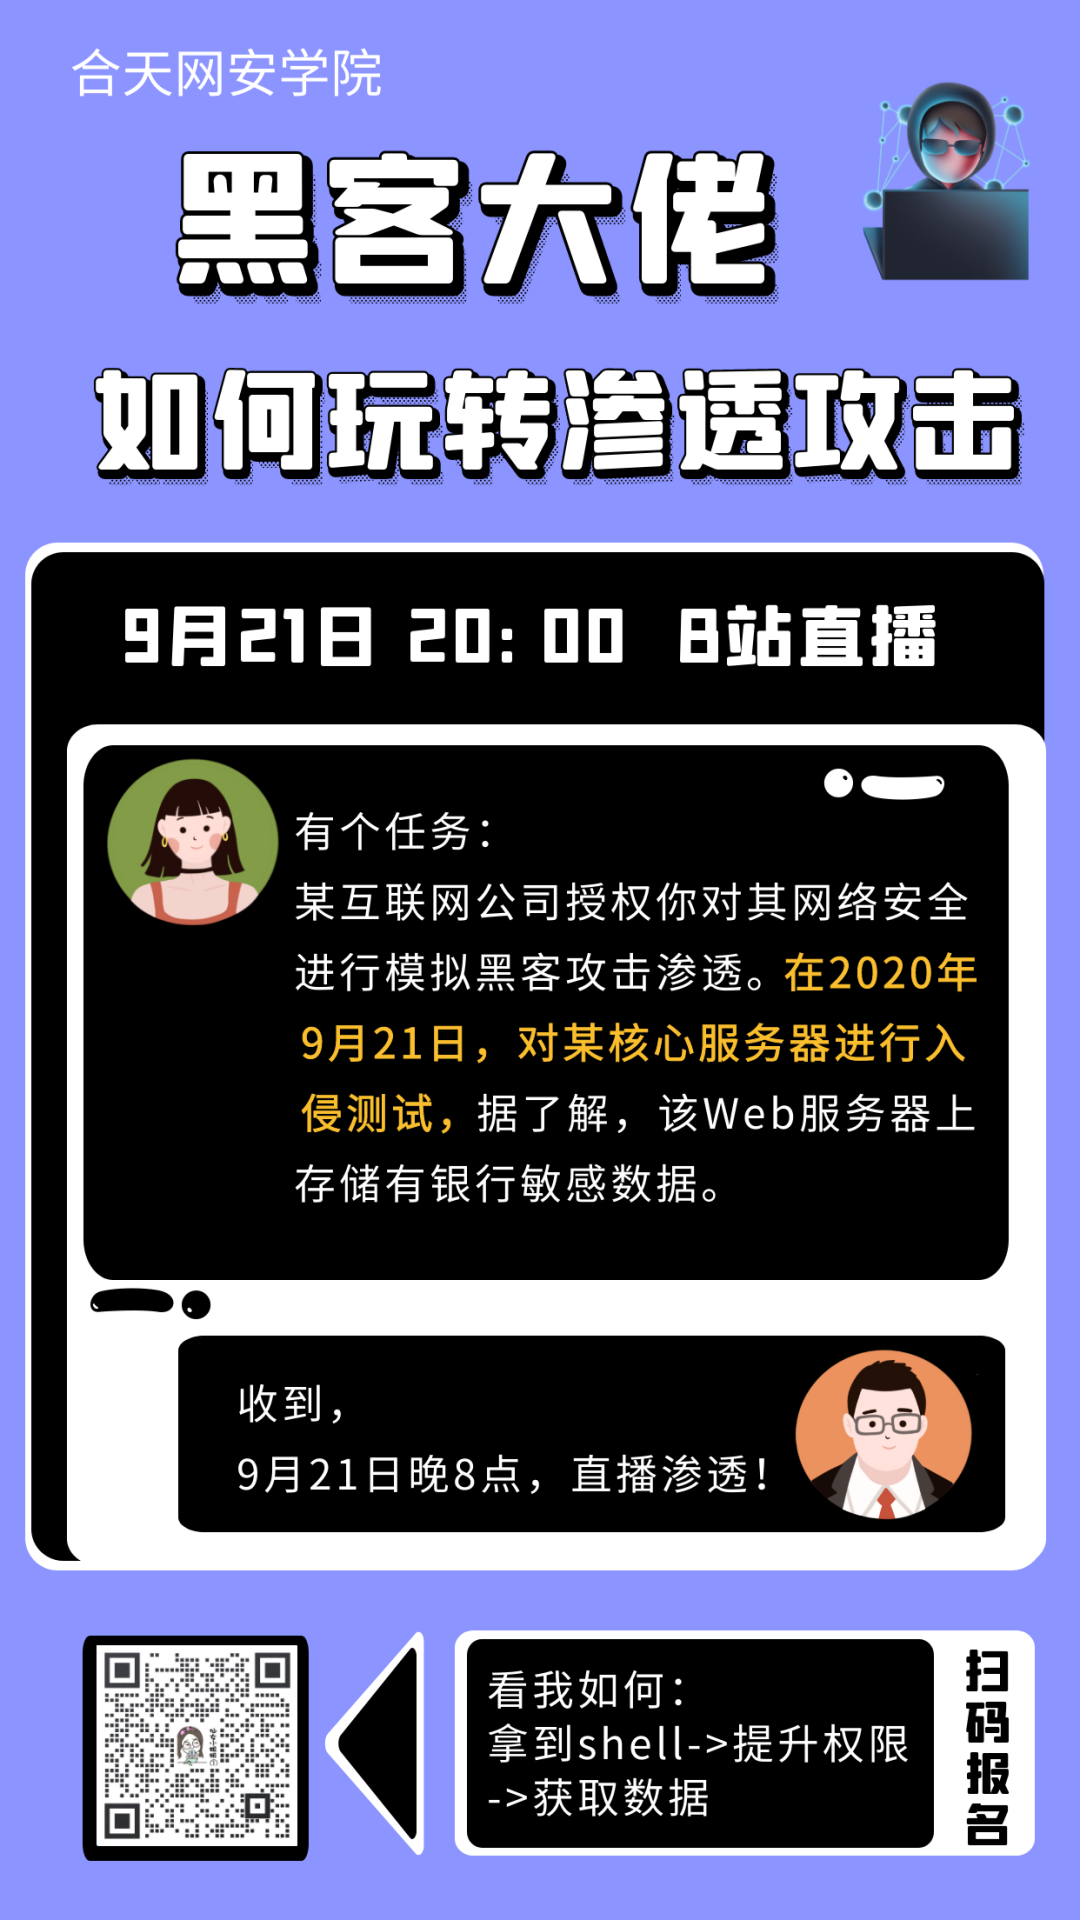 合天网安学院
黑客大佬
如何玩转渗透攻击
9月21日 20：00 B站直播
有个任务：
某互联网公司授权你对其网络安全
进行模拟黑客攻击渗透。在2020年
9月21日，对某核心服务器进行入
侵测试，据了解，该Web服务器上
存储有银行敏感数据。
收到，
9月21日晚8点，直播渗透！
看我如何：
拿到shell->提升权限
->获取数据
扫码报名